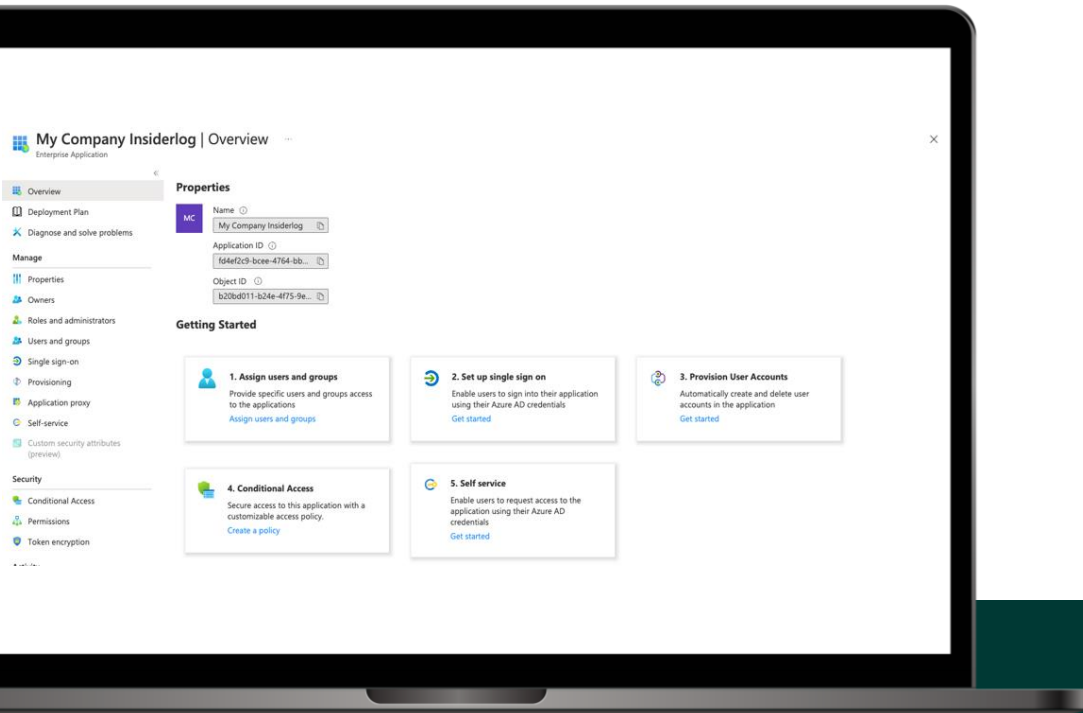 My Company Insiderlog | Overview ...
Enterprise Application
«
Overview
Deployment Plan
Diagnose and solve problems
Manage
Properties
Owners
Roles and administrators
Users and groups
Single sign-on
Provisioning
Application proxy
Self-service
Custom security attributes
(preview)
Security
Conditional Access
Permissions
Token encryption
Activity
Properties
MC
Name
My Company Insiderlog
Application ID
fd4ef2c9-bcee-4764-bb...
Object ID
b20bd011-b24e-4f75-9e...
Getting Started
1. Assign users and groups
Provide specific users and groups access
to the applications
Assign users and groups
2. Set up single sign on
Enable users to sign into their application
using their Azure AD credentials
Get started
3. Provision User Accounts
Automatically create and delete user
accounts in the application
Get started
4. Conditional Access
Secure access to this application with a
customizable access policy.
Create a policy
5. Self service
Enable users to request access to the
application using their Azure AD
credentials
Get started